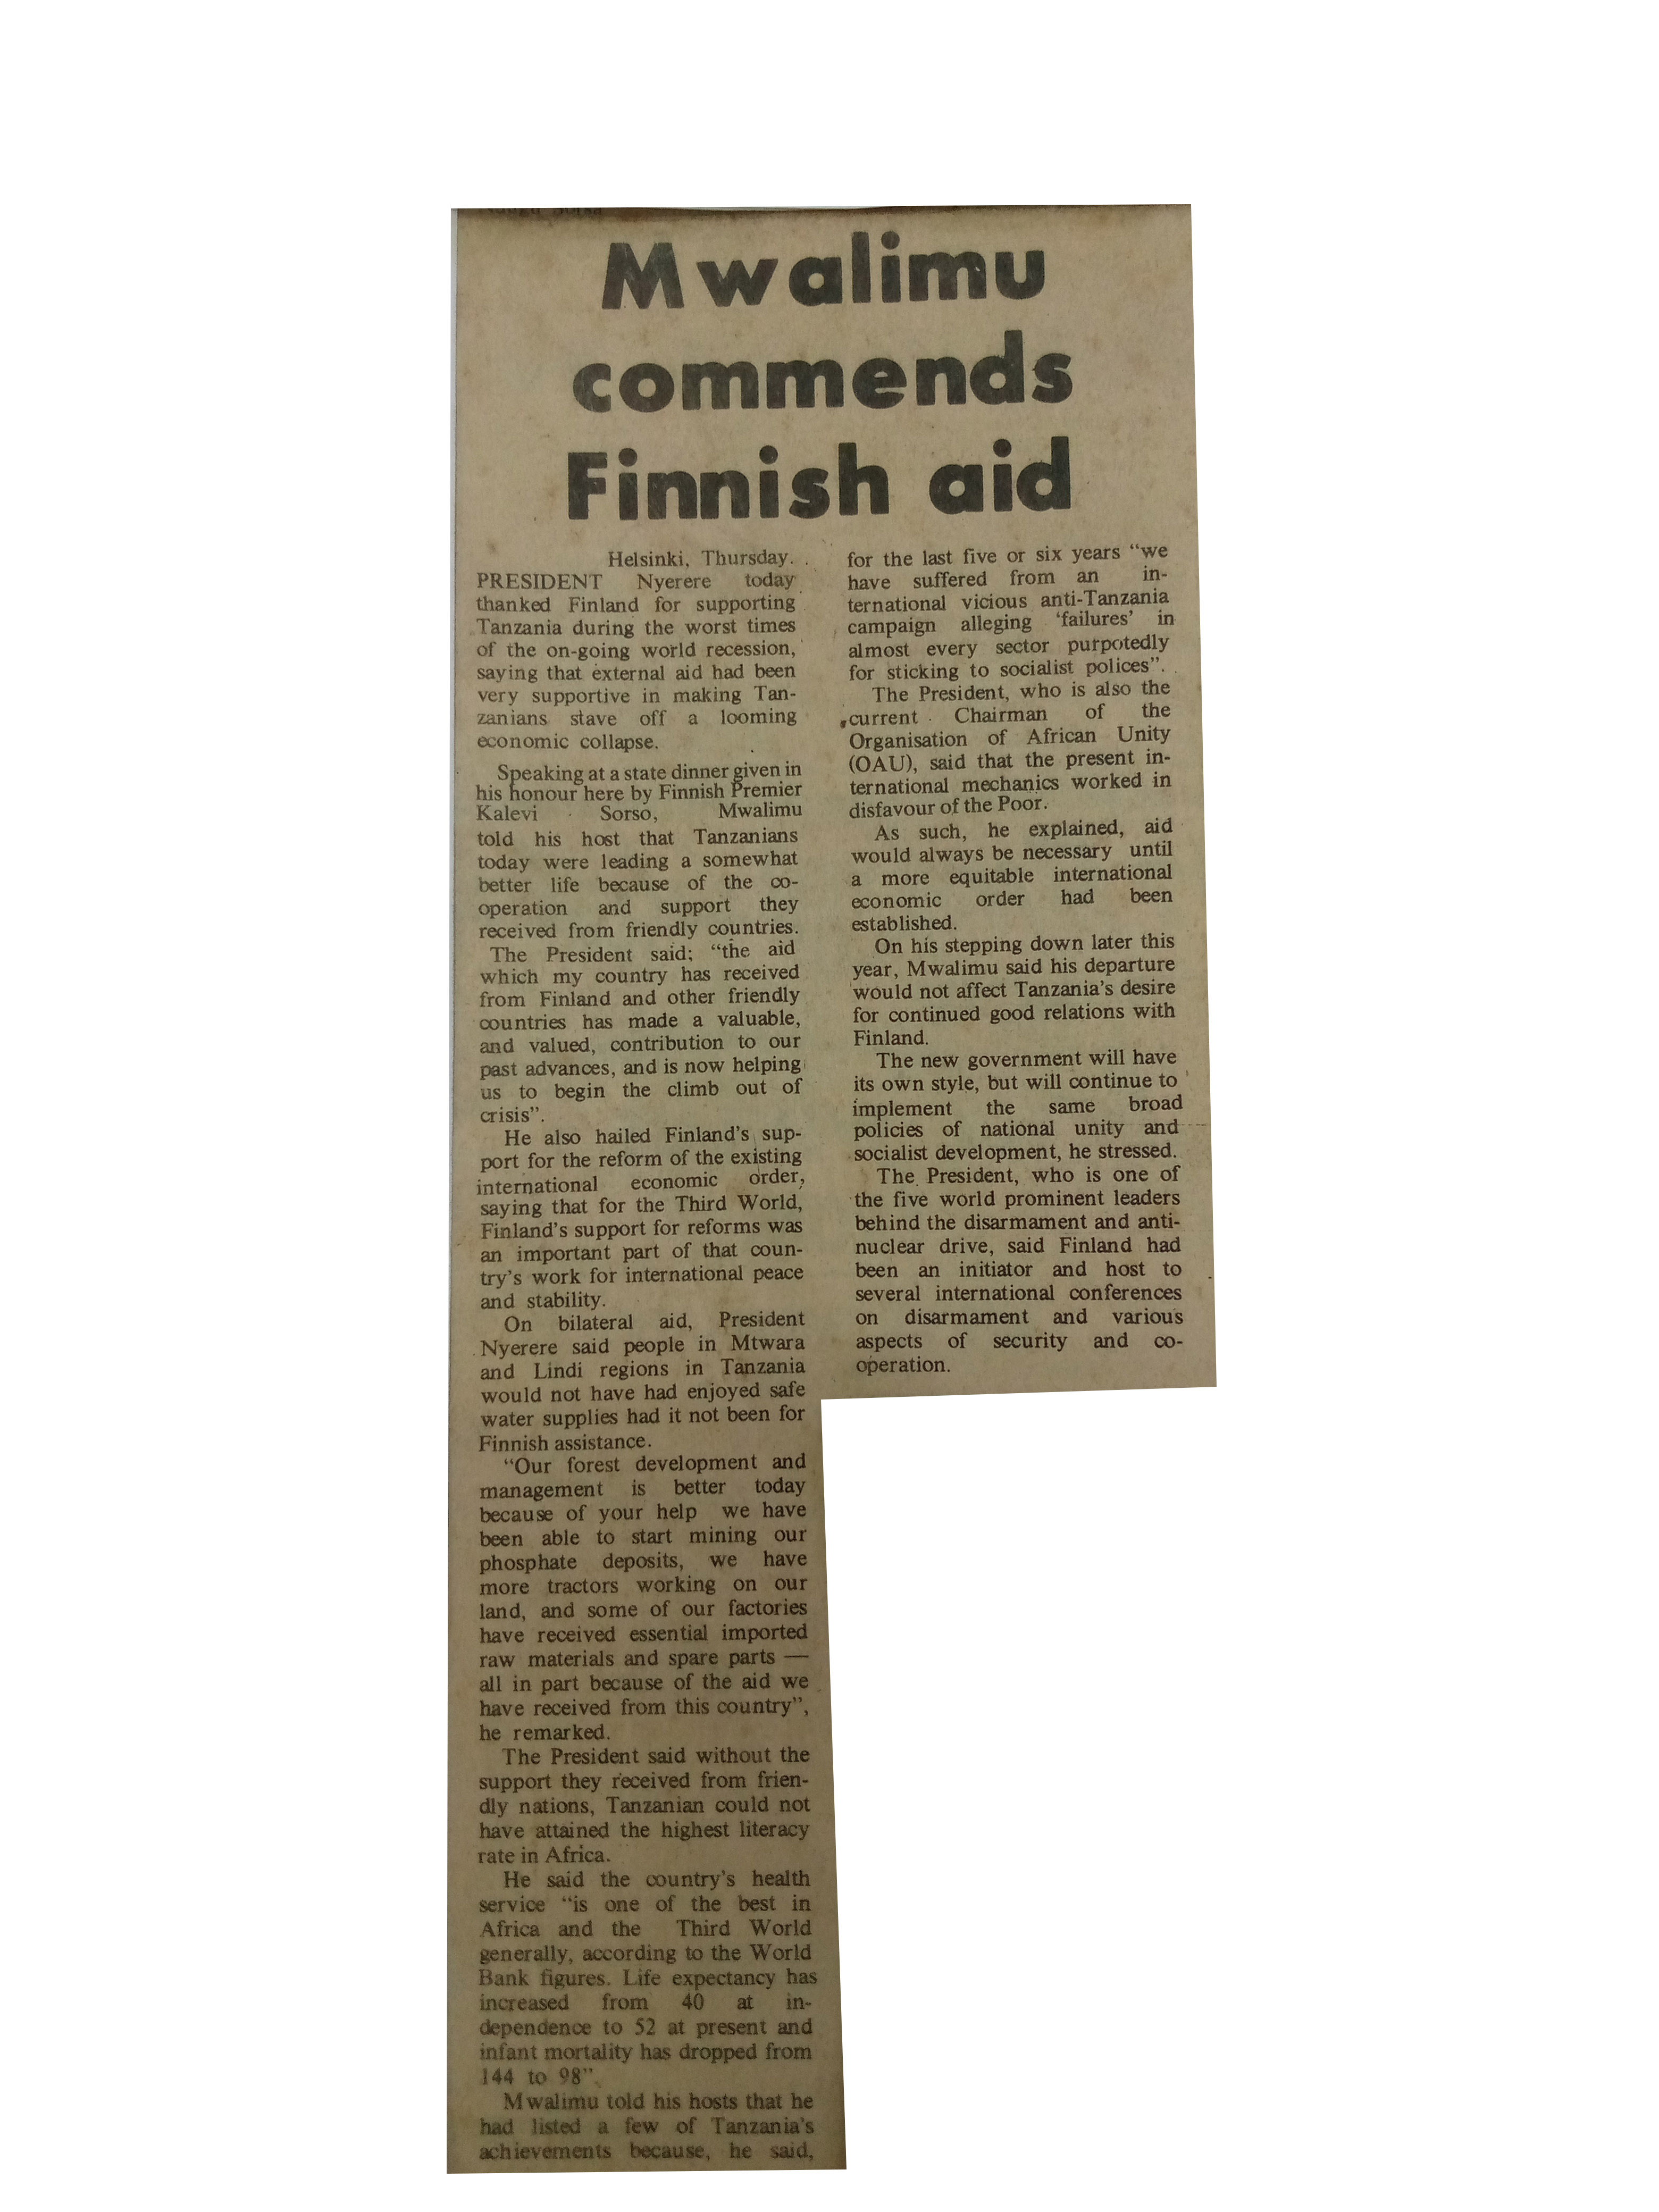 Mwalimu
commends
Finnish aid
Helsinki, Thursday.
PRESIDENT Nyerere today
thanked Finland for supporting
Tanzania during the worst times
of the on-going world recession,
saying that external aid had been
very supportive in making Tan-
zanians stave off a looming
economic collapse.
Speaking at a state dinner given in
his honour here by Finnish Premier
Kalevi Sorso, Mwalimu
told his host that Tanzanians
today were leading a somewhat
better life because of the co-
operation and support they
received from friendly countries.
The President said; “the aid
which my country has received
from Finland and other friendly
countries has made a valuable,
and valued, contribution to our
past advances, and is now helping
us to begin the climb out of
crisis”.
He also hailed Finland’s sup-
port for the reform of the existing
international economic order,
saying that for the Third World,
Finland’s support for reforms was
an important part of that coun-
try’s work for international peace
and stability.
On bilateral aid, President
Nyerere said people in Mtwara
and Lindi regions in Tanzania
would not have had enjoyed safe
water supplies had it not been for
Finnish assistance.
“Our forest development and
management is better today
because of your help we have
been able to start mining our
phosphate deposits, we have
more tractors working on our
land, and some of our factories
have received essential imported
raw materials and spare parts —
all in part because of the aid we
have received from this country”,
he remarked.
The President said without the
support they received from frien-
dly nations, Tanzanian could not
have attained the highest literacy
rate in Africa.
He said the country’s health
service “is one of the best in
Africa and the Third World
generally, according to the World
Bank figures. Life expectancy has
increased from 40 at in-
dependence to 52 at present and
infant mortality has dropped from
144 to 98”.
Mwalimu told his hosts that he
had listed a few of Tanzania’s
achievements because, he said,
for the last five or six years “we
have suffered from an in-
ternational vicious anti-Tanzania
campaign alleging ‘failures’ in
almost every sector purpotedly
for sticking to socialist polices”.
The President, who is also the
current Chairman of the
Organisation of African Unity
(OAU), said that the present in-
ternational mechanics worked in
disfavour of the Poor.
As such, he explained, aid
would always be necessary until
a more equitable international
economic order had been
established.
On his stepping down later this
year, Mwalimu said his departure
would not affect Tanzania’s desire
for continued good relations with
Finland.
The new government will have
its own style, but will continue to
implement the same broad
policies of national unity and
socialist development, he stressed.
The President, who is one of
the five world prominent leaders
behind the disarmament and anti-
nuclear drive, said Finland had
been an initiator and host to
several international conferences
on disarmament and various
aspects of security and co-
operation.